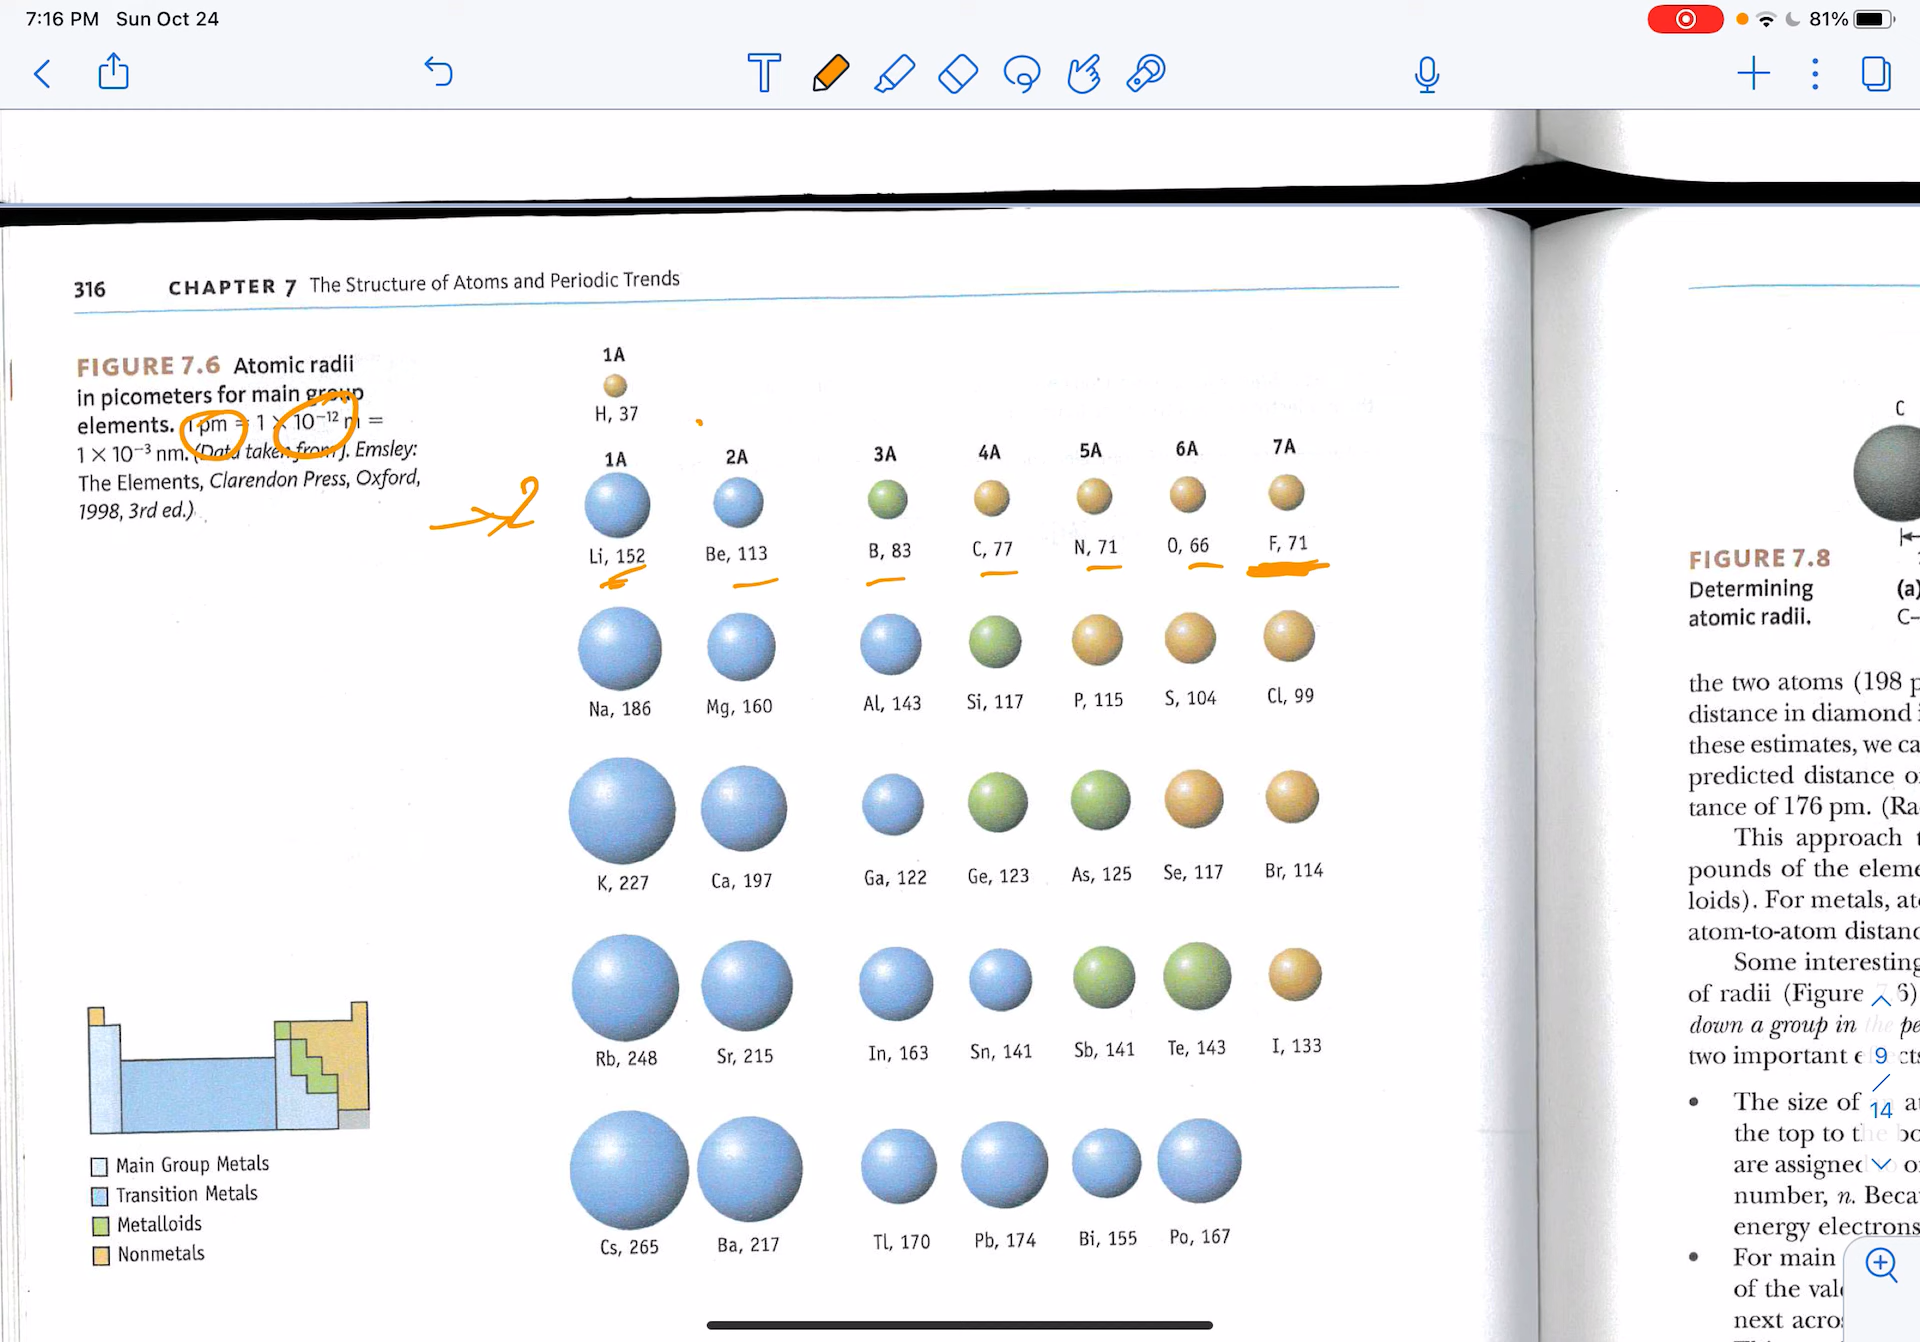 7:16 PM Sun Oct 24
81%
316 CHAPTER 7 The Structure of Atoms and Periodic Trends
FIGURE 7.6 Atomic radii
in picometers for main group
elements. 1 pm = 1 × 10⁻¹² m =
1 × 10⁻³ nm. (Data taken from J. Emsley:
The Elements, Clarendon Press, Oxford,
1998, 3rd ed.)
1A
H, 37
1A 2A 3A 4A 5A 6A 7A
Li, 152 Be, 113 B, 83 C, 77 N, 71 O, 66 F, 71
Na, 186 Mg, 160 Al, 143 Si, 117 P, 115 S, 104 Cl, 99
K, 227 Ca, 197 Ga, 122 Ge, 123 As, 125 Se, 117 Br, 114
Rb, 248 Sr, 215 In, 163 Sn, 141 Sb, 141 Te, 143 I, 133
Cs, 265 Ba, 217 Tl, 170 Pb, 174 Bi, 155 Po, 167
Main Group Metals
Transition Metals
Metalloids
Nonmetals
C
FIGURE 7.8
Determining (a)
atomic radii. C–
the two atoms (198 p
distance in diamond
these estimates, we ca
predicted distance o
tance of 176 pm. (Ra
This approach
pounds of the eleme
loids). For metals, at
atom-to-atom distanc
Some interesting
of radii (Figure 7.6)
down a group in the pe
two important
9
/
14
• The size of
the top to the bo
are assigned
number, n. Beca
energy electrons
• For main
of the val
next acro